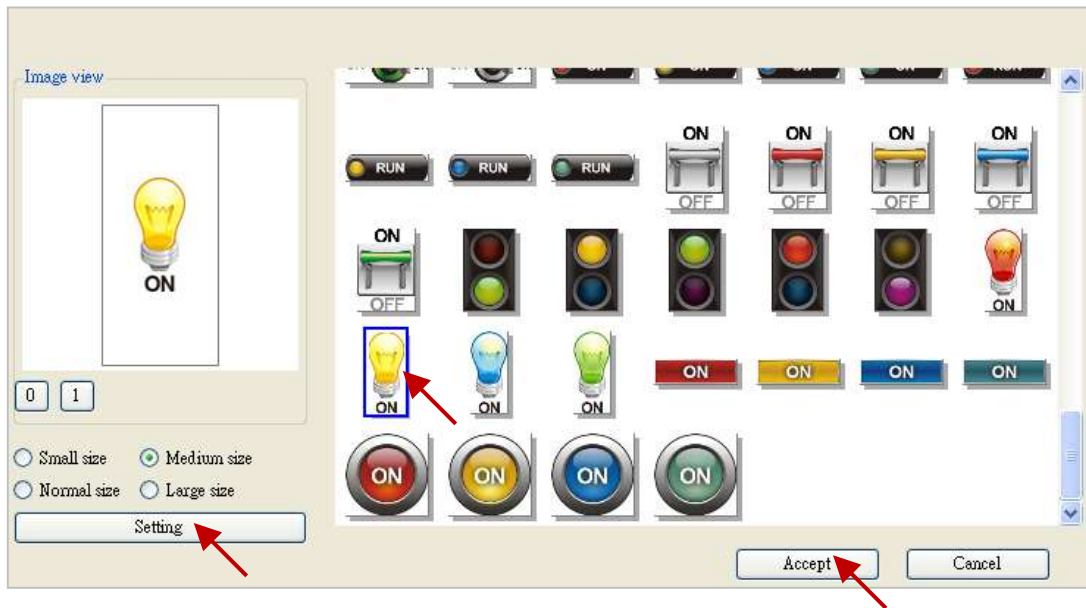 Image view
ON
0 1
Small size Medium size
Normal size Large size
Setting
RUN RUN RUN ON ON ON ON
OFF OFF OFF OFF
ON
OFF ON
ON ON ON ON ON ON ON
ON ON ON ON
Accept Cancel